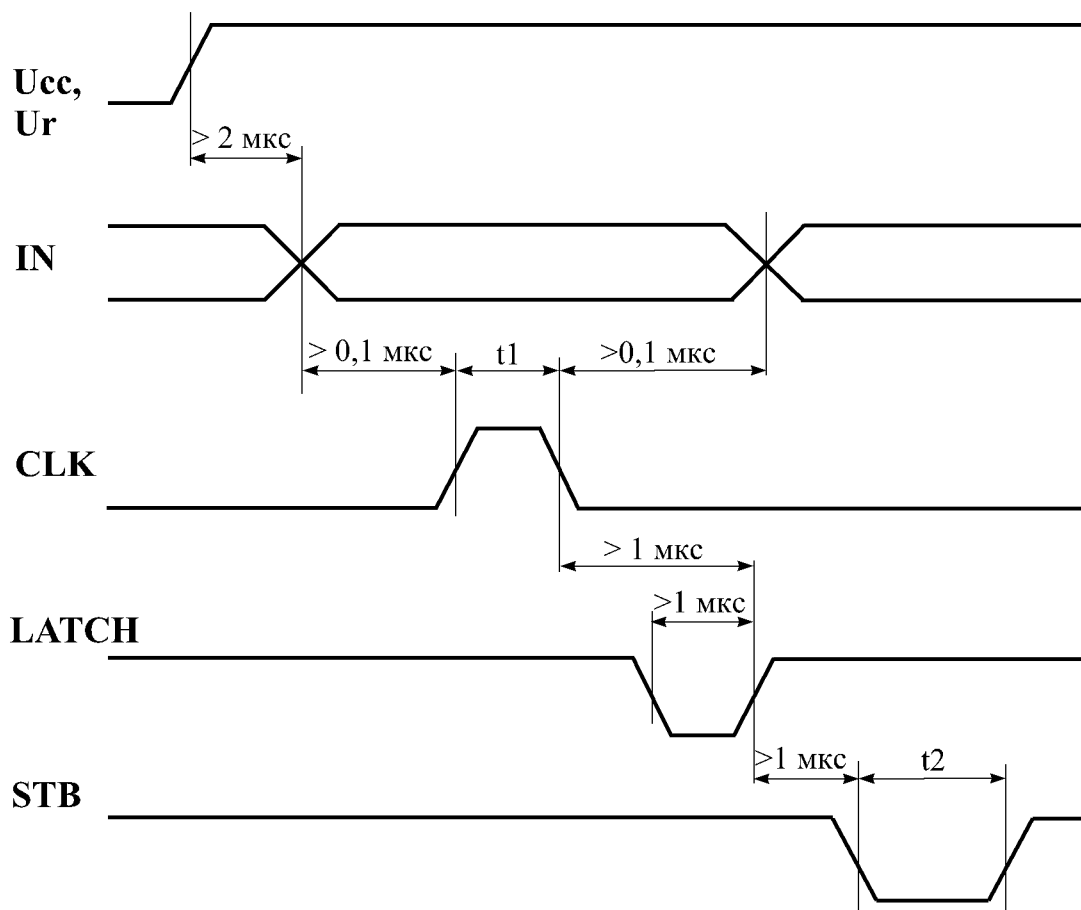 Ucc,
Ur
> 2 мкс
IN
> 0,1 мкс
t1
>0,1 мкс
CLK
> 1 мкс
>1 мкс
LATCH
>1 мкс
t2
STB